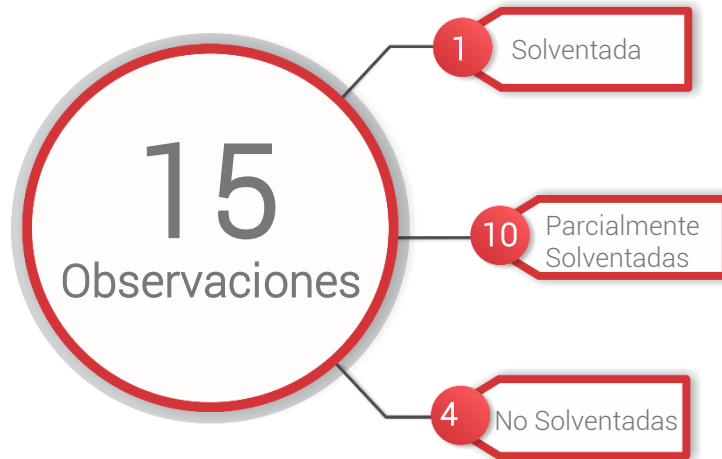 15
Observaciones
1
Solventada
10
Parcialmente
Solventadas
4
No Solventadas